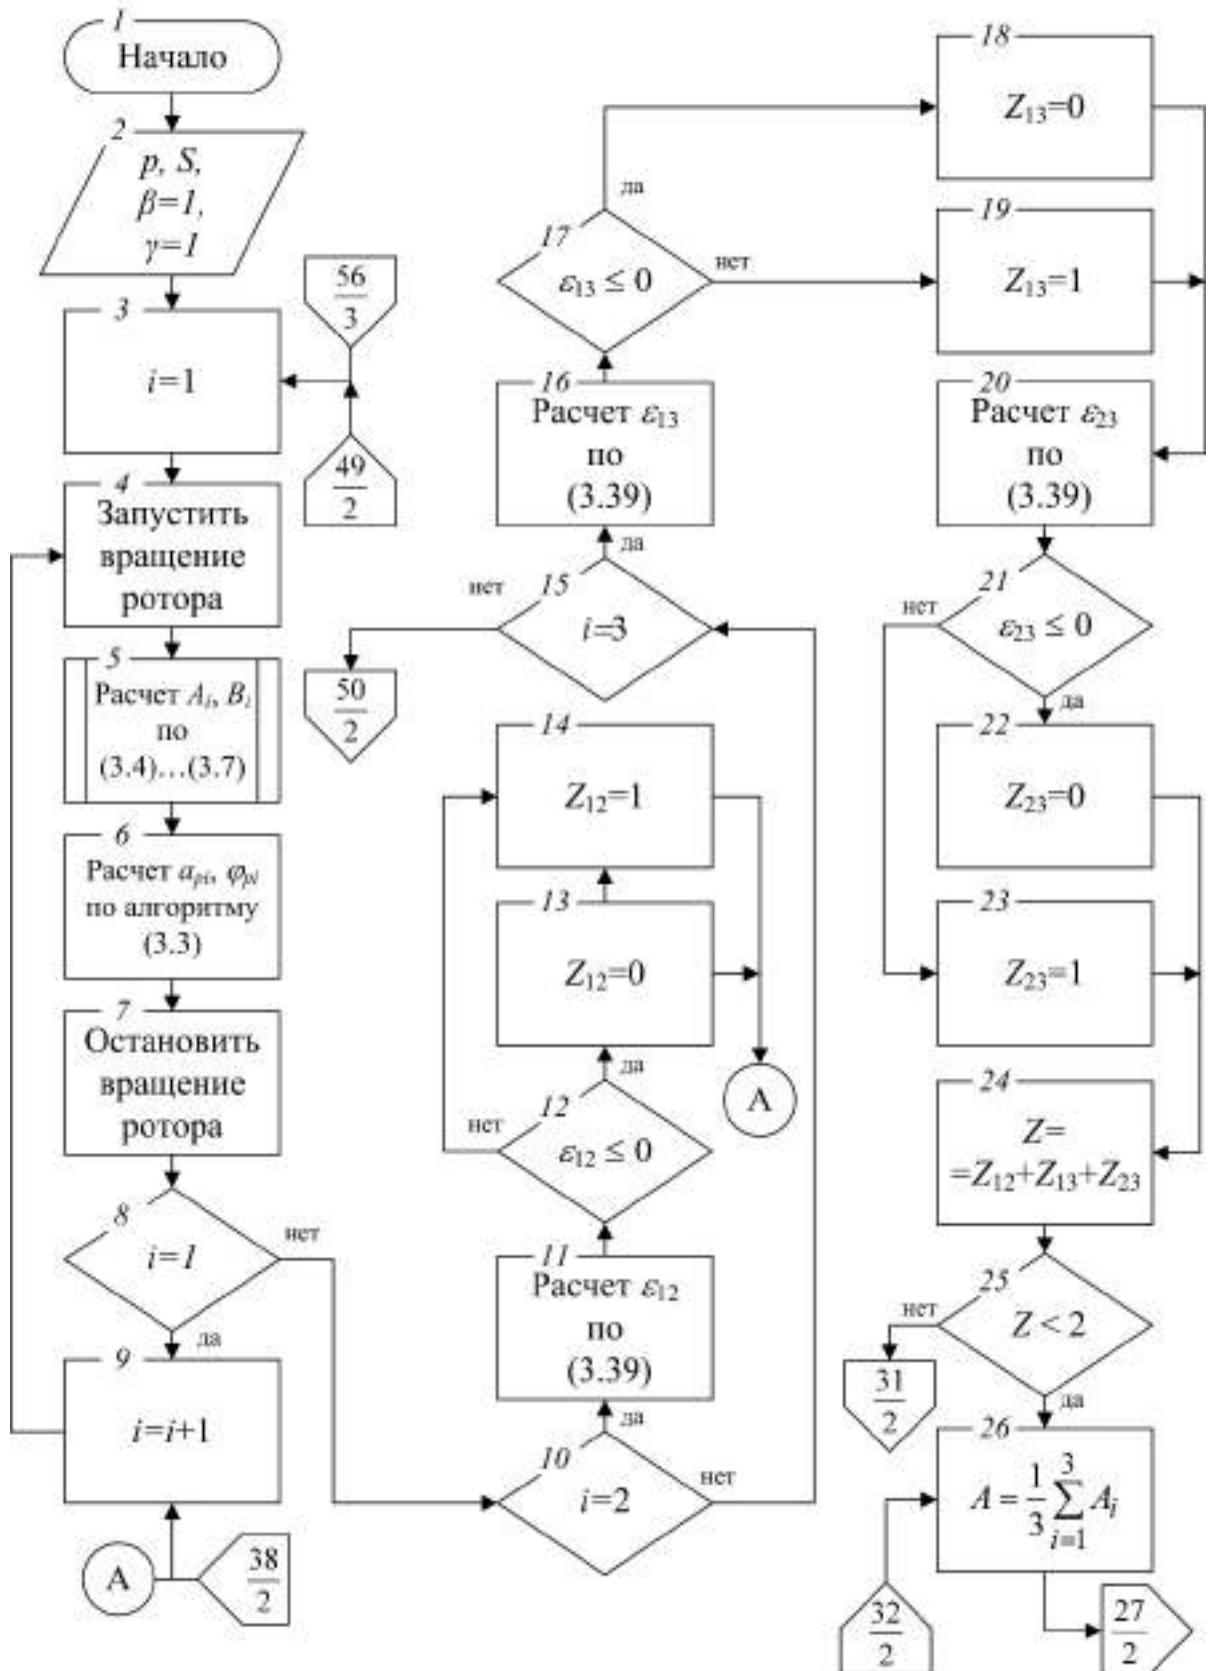 1
Начало
2
p, S,
β=1,
γ=1
56
3
3
i=1
49
2
4
Запустить
вращение
ротора
5
Расчет Ai, Bi
по
(3.4)…(3.7)
6
Расчет api, φpi
по алгоритму
(3.3)
7
Остановить
вращение
ротора
8
i=1
нет
да
9
i=i+1
A
38
2
10
i=2
да
нет
11
Расчет ε12
по
(3.39)
12
ε12 ≤ 0
нет
да
13
Z12=0
14
Z12=1
A
15
i=3
нет
да
50
2
16
Расчет ε13
по
(3.39)
17
ε13 ≤ 0
да
нет
18
Z13=0
19
Z13=1
20
Расчет ε23
по
(3.39)
21
ε23 ≤ 0
нет
да
22
Z23=0
23
Z23=1
24
Z=
=Z12+Z13+Z23
25
Z < 2
нет
да
31
2
26
A = 1/3 ∑ i=1 3 Ai
32
2
27
2